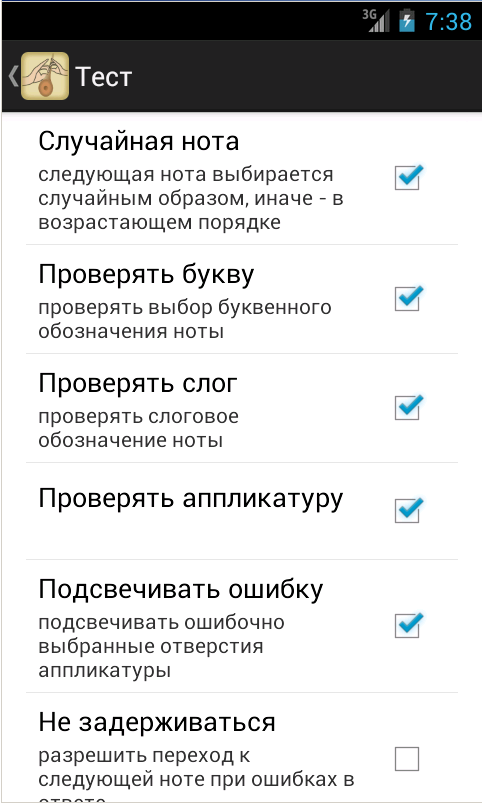 3G 7:38
Тест
Случайная нота
следующая нота выбирается
случайным образом, иначе - в
возрастающем порядке
Проверять букву
проверять выбор буквенного
обозначения ноты
Проверять слог
проверять слоговое
обозначение ноты
Проверять аппликатуру
Подсвечивать ошибку
подсвечивать ошибочно
выбранные отверстия
аппликатуры
Не задерживаться
разрешить переход к
следующей ноте при ошибках в
ответе